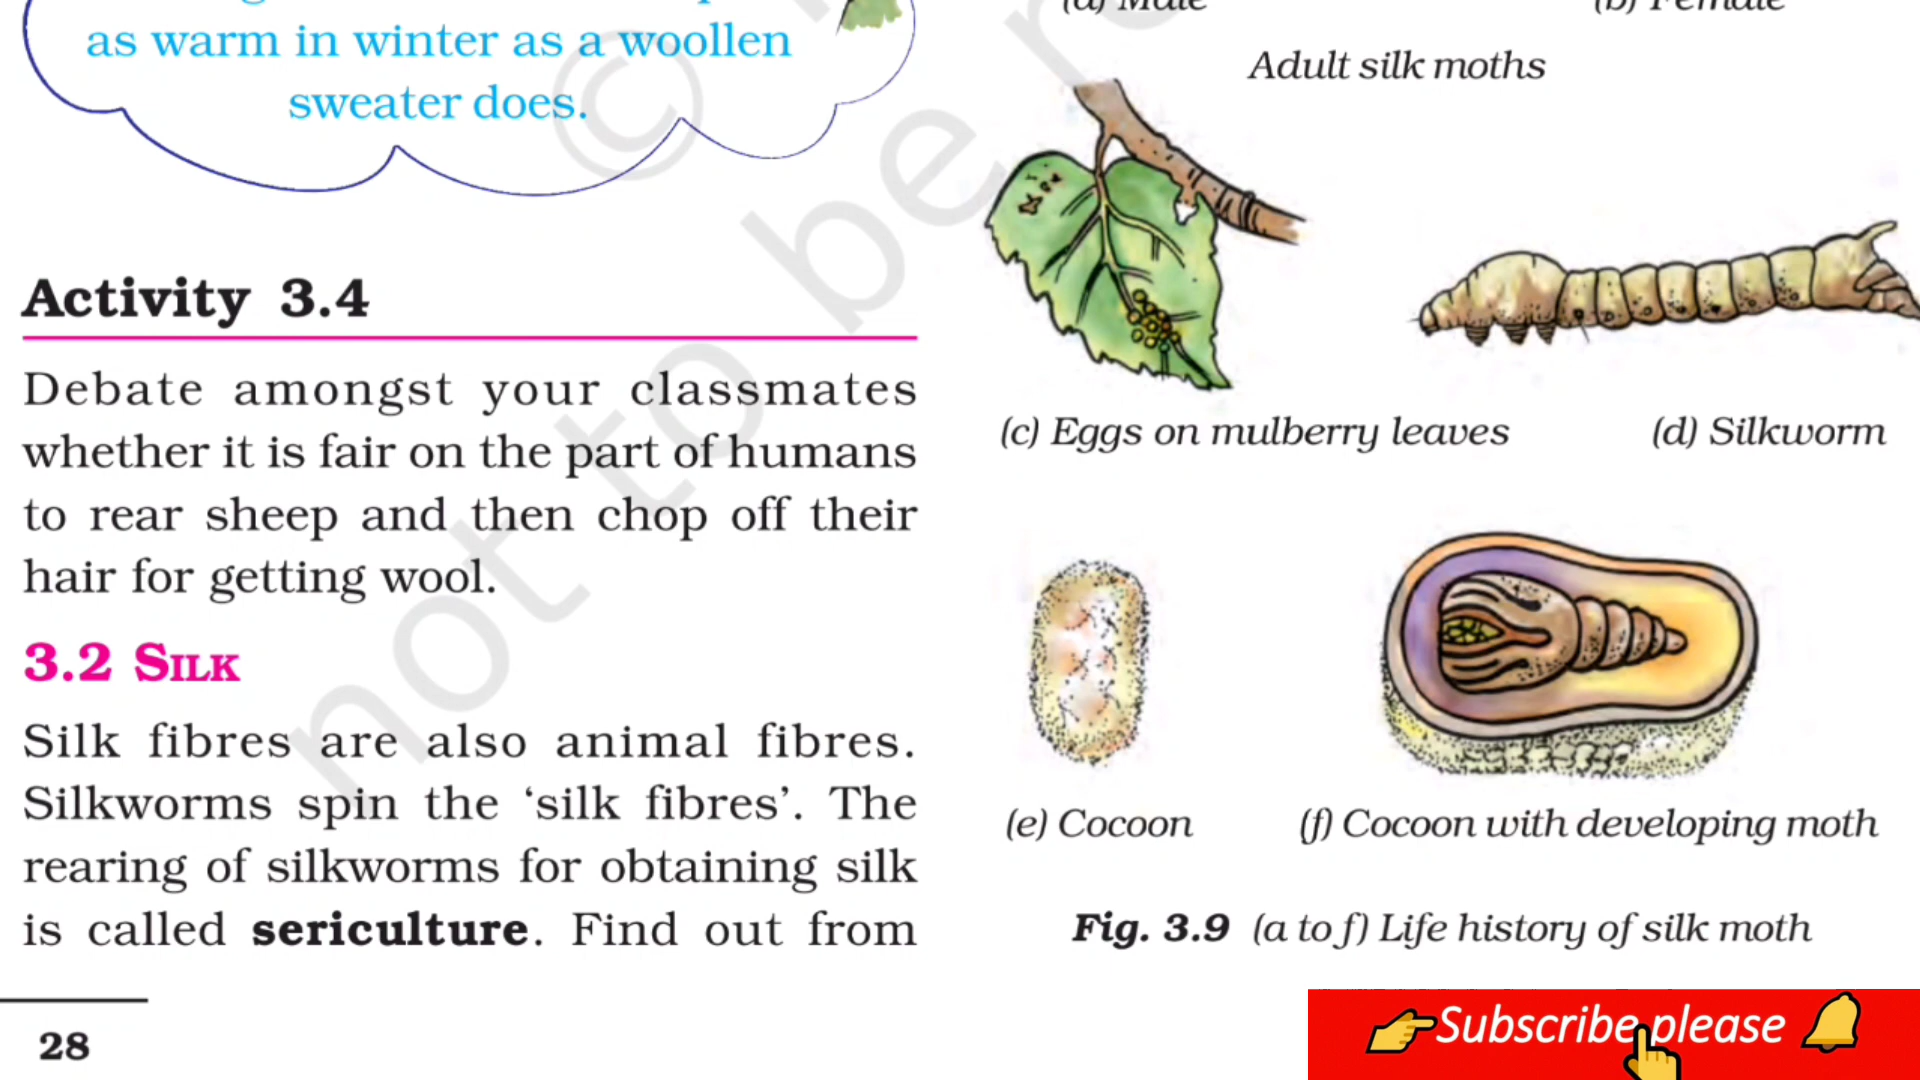 as warm in winter as a woollen
sweater does.
Activity 3.4
Debate amongst your classmates
whether it is fair on the part of humans
to rear sheep and then chop off their
hair for getting wool.
3.2 SILK
Silk fibres are also animal fibres.
Silkworms spin the ‘silk fibres’. The
rearing of silkworms for obtaining silk
is called sericulture. Find out from
28
(a) Male (b) Female
Adult silk moths
(c) Eggs on mulberry leaves (d) Silkworm
(e) Cocoon (f) Cocoon with developing moth
Fig. 3.9 (a to f) Life history of silk moth
© not to be re
Subscribe please